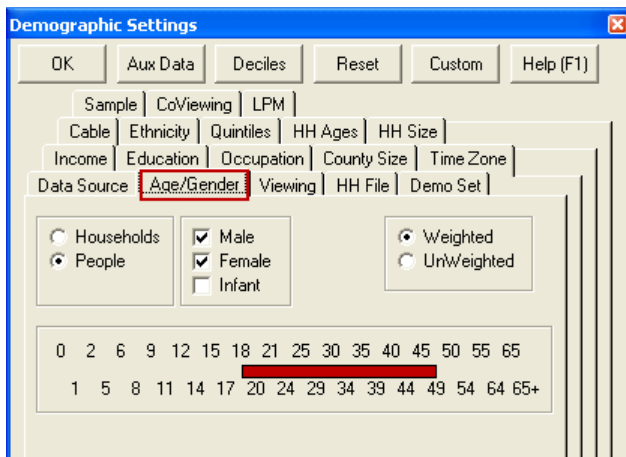 Demographic Settings
OK Aux Data Deciles Reset Custom Help (F1)
Sample CoViewing LPM
Cable Ethnicity Quintiles HH Ages HH Size
Income Education Occupation County Size Time Zone
Data Source Age/Gender Viewing HH File Demo Set
Households Male Weighted
People Female UnWeighted
Infant
0 2 6 9 12 15 18 21 25 30 35 40 45 50 55 65
1 5 8 11 14 17 20 24 29 34 39 44 49 54 64 65+